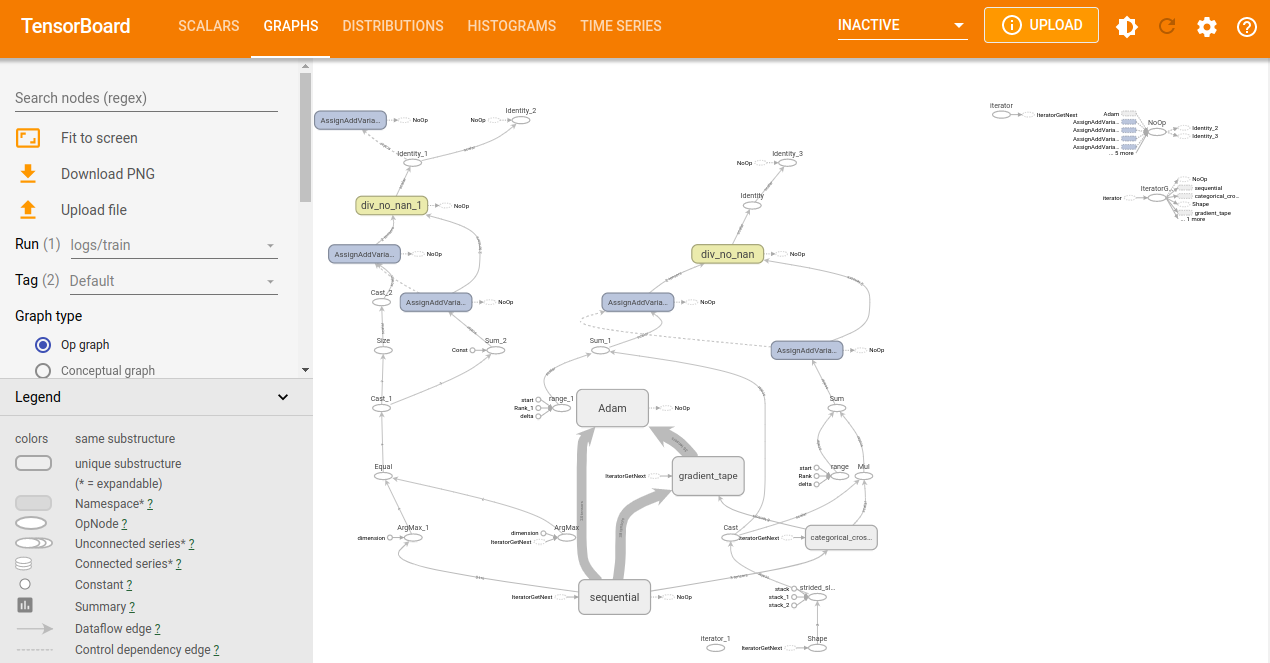 TensorBoard
SCALARS
GRAPHS
DISTRIBUTIONS
HISTOGRAMS
TIME SERIES
INACTIVE
UPLOAD
Search nodes (regex)
Fit to screen
Download PNG
Upload file
Run (1) logs/train
Tag (2) Default
Graph type
Op graph
Conceptual graph
Legend
colors same substructure
unique substructure
(* = expandable)
Namespace* ?
OpNode ?
Unconnected series* ?
Connected series* ?
Constant ?
Summary ?
Dataflow edge ?
Control dependency edge ?
AssignAddVaria...
NoOp
NoOp
Identity_2
Identity_1
div_no_nan_1
NoOp
AssignAddVaria...
NoOp
Cast_2
AssignAddVaria...
NoOp
Size
Const
Sum_2
Cast_1
Equal
dimension
ArgMax_1
dimension
IteratorGetNext
ArgMax
NoOp
Identity_3
Identity
div_no_nan
NoOp
AssignAddVaria...
NoOp
Sum_1
AssignAddVaria...
NoOp
start
Rank_1
delta
range_1
Adam
NoOp
Sum
IteratorGetNext
gradient_tape
start
Rank
delta
range
Mul
Cast
IteratorGetNext
categorical_cros...
IteratorGetNext
sequential
NoOp
stack
stack_1
stack_2
strided_sl...
iterator_1
IteratorGetNext
Shape
iterator
IteratorGetNext
Adam
AssignAddVaria...
AssignAddVaria...
AssignAddVaria...
AssignAddVaria...
... 5 more
NoOp
Identity_2
Identity_3
iterator
IteratorG...
NoOp
sequential
categorical_cro...
Shape
gradient_tape
... 1 more